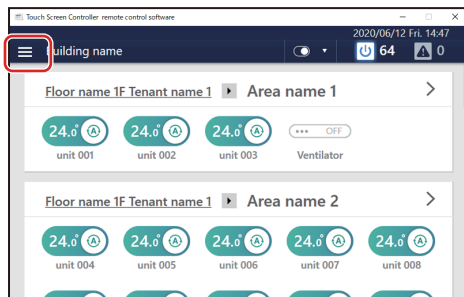 Touch Screen Controller remote control software
2020/06/12 Fri. 14:47
Building name
64
0
Floor name 1F Tenant name 1 Area name 1
24.0° A 24.0° A 24.0° A OFF
unit 001 unit 002 unit 003 Ventilator
Floor name 1F Tenant name 1 Area name 2
24.0° A 24.0° A 24.0° A 24.0° A 24.0° A
unit 004 unit 005 unit 006 unit 007 unit 008